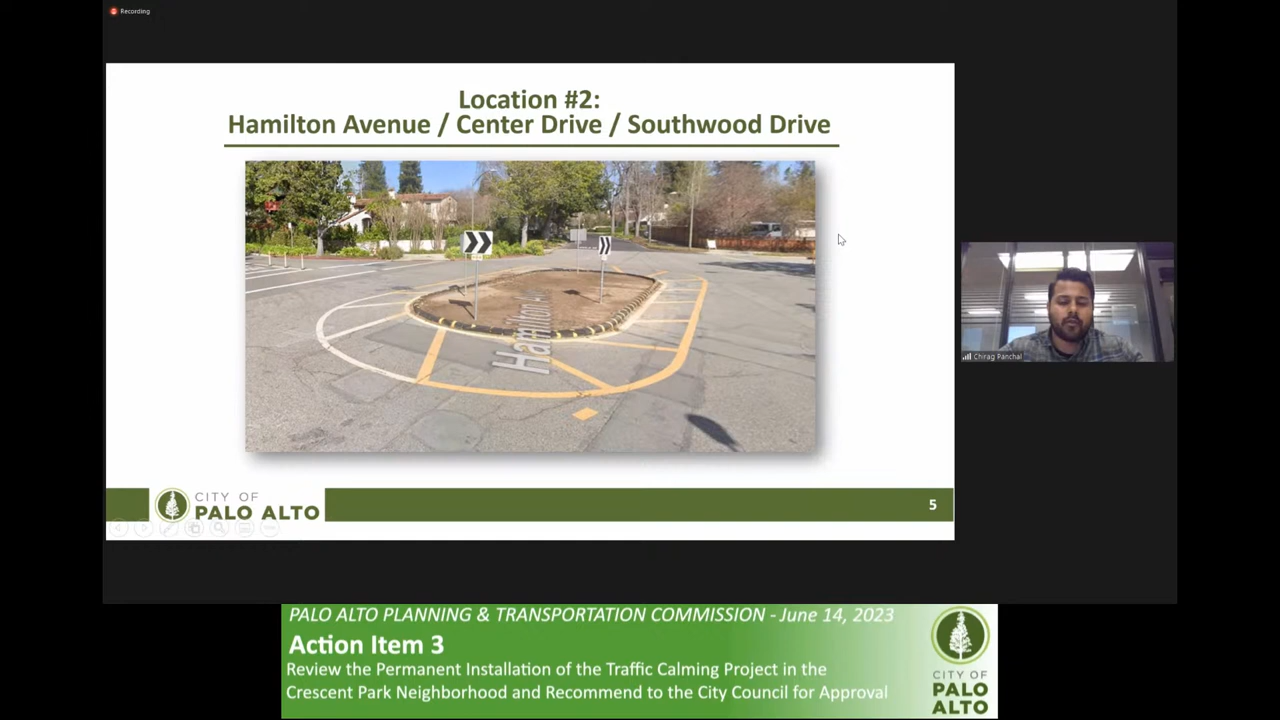 Recording
Location #2:
Hamilton Avenue / Center Drive / Southwood Drive
Hamilton Av
CITY OF
PALO ALTO
5
Chirag Panchal
PALO ALTO PLANNING & TRANSPORTATION COMMISSION - June 14, 2023
Action Item 3
Review the Permanent Installation of the Traffic Calming Project in the
Crescent Park Neighborhood and Recommend to the City Council for Approval
CITY OF
PALO
ALTO